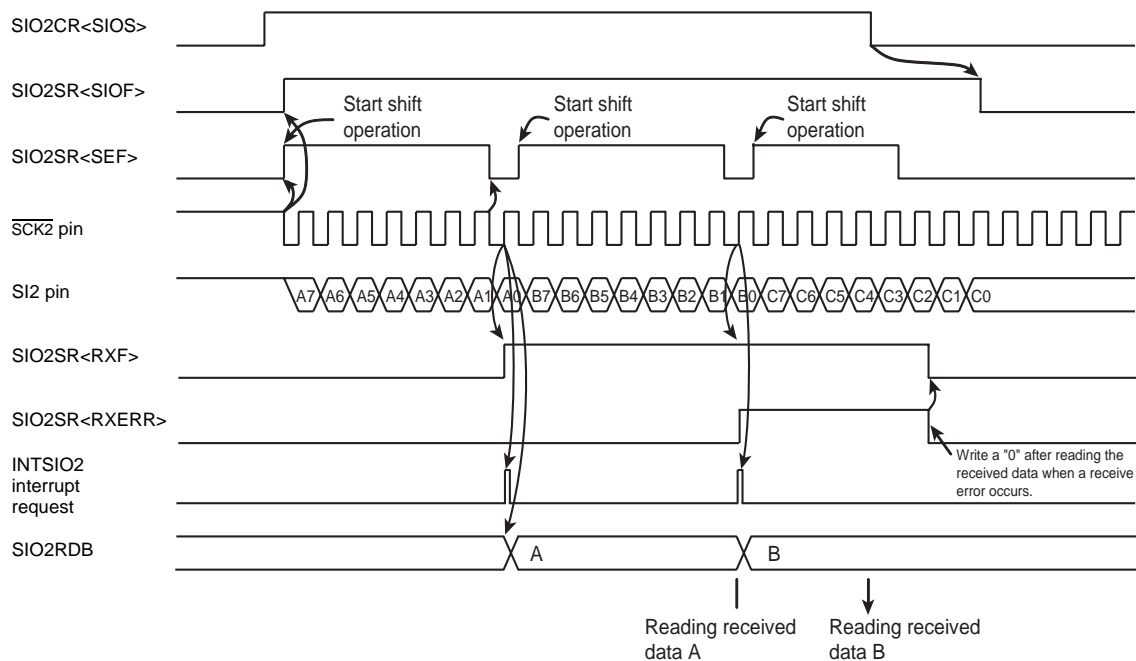 SIO2CR<SIOS>
SIO2SR<SIOF>
Start shift
operation
Start shift
operation
Start shift
operation
SIO2SR<SEF>
SCK2 pin
SI2 pin
A7 A6 A5 A4 A3 A2 A1 A0 B7 B6 B5 B4 B3 B2 B1 B0 C7 C6 C5 C4 C3 C2 C1 C0
SIO2SR<RXF>
SIO2SR<RXERR>
Write a "0" after reading the
received data when a receive
error occurs.
INTSIO2
interrupt
request
SIO2RDB
A
B
Reading received
data A
Reading received
data B